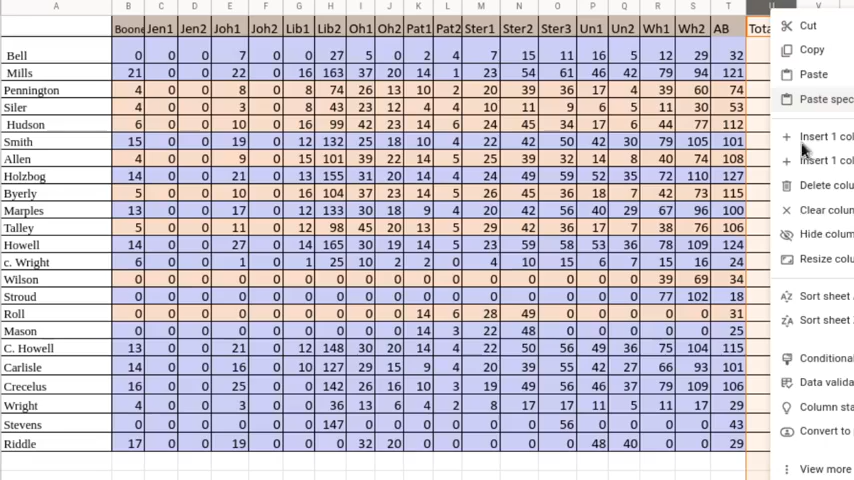 A B C D E F G H I J K L M N O P Q R S T U V W
Boone Jen1 Jen2 Joh1 Joh2 Lib1 Lib2 Oh1 Oh2 Pat1 Pat2 Ster1 Ster2 Ster3 Un1 Un2 Wh1 Wh2 AB Tota
Bell 0 0 0 7 0 0 27 5 0 2 4 7 15 11 16 5 12 29 32
Mills 21 0 0 22 0 16 163 37 20 14 1 23 54 61 46 42 79 94 121
Pennington 4 0 0 8 0 8 74 26 13 10 2 20 39 36 17 4 39 60 74
Siler 4 0 0 3 0 8 43 23 12 4 4 10 11 9 6 5 11 30 53
Hudson 6 0 0 10 0 16 99 42 23 14 6 24 45 34 17 6 44 77 112
Smith 15 0 0 19 0 12 132 25 18 10 4 22 42 50 42 30 79 105 101
Allen 4 0 0 9 0 15 101 39 22 14 5 25 39 32 14 8 40 74 108
Holzbog 14 0 0 21 0 13 155 31 20 14 4 24 49 59 52 35 72 110 127
Byerly 5 0 0 10 0 16 104 37 23 14 5 26 45 36 18 7 42 73 115
Marples 13 0 0 17 0 12 133 30 18 9 4 20 42 56 40 29 67 96 100
Talley 5 0 0 11 0 12 98 45 20 13 5 29 42 36 17 7 38 76 106
Howell 14 0 0 27 0 14 165 30 19 14 5 23 59 58 53 36 78 109 124
c. Wright 6 0 0 1 0 1 25 10 2 2 0 4 10 15 6 7 15 16 24
Wilson 0 0 0 0 0 0 0 0 0 0 0 0 0 0 0 0 39 69 34
Stroud 0 0 0 0 0 0 0 0 0 0 0 0 0 0 0 0 77 102 18
Roll 0 0 0 0 0 0 0 0 0 14 6 28 49 0 0 0 0 0 31
Mason 0 0 0 0 0 0 0 0 0 14 3 22 48 0 0 0 0 0 25
C. Howell 13 0 0 21 0 12 148 30 20 14 4 22 50 56 49 36 75 104 115
Carlisle 14 0 0 16 0 10 127 29 15 9 4 20 39 55 42 27 66 93 101
Crecelus 16 0 0 25 0 0 142 26 16 10 3 19 49 56 46 37 79 109 106
Wright 4 0 0 3 0 0 36 13 6 4 2 8 17 17 11 5 11 17 29
Stevens 0 0 0 0 0 0 147 0 0 0 0 0 0 56 0 0 0 0 43
Riddle 17 0 0 19 0 0 0 32 20 0 0 0 0 0 48 40 0 0 29
Cut
Copy
Paste
Paste spec
Insert 1 col
Insert 1 col
Delete colu
Clear colum
Hide colum
Resize colu
Sort sheet
Sort sheet
Conditional
Data valida
Column sta
Convert to
View more